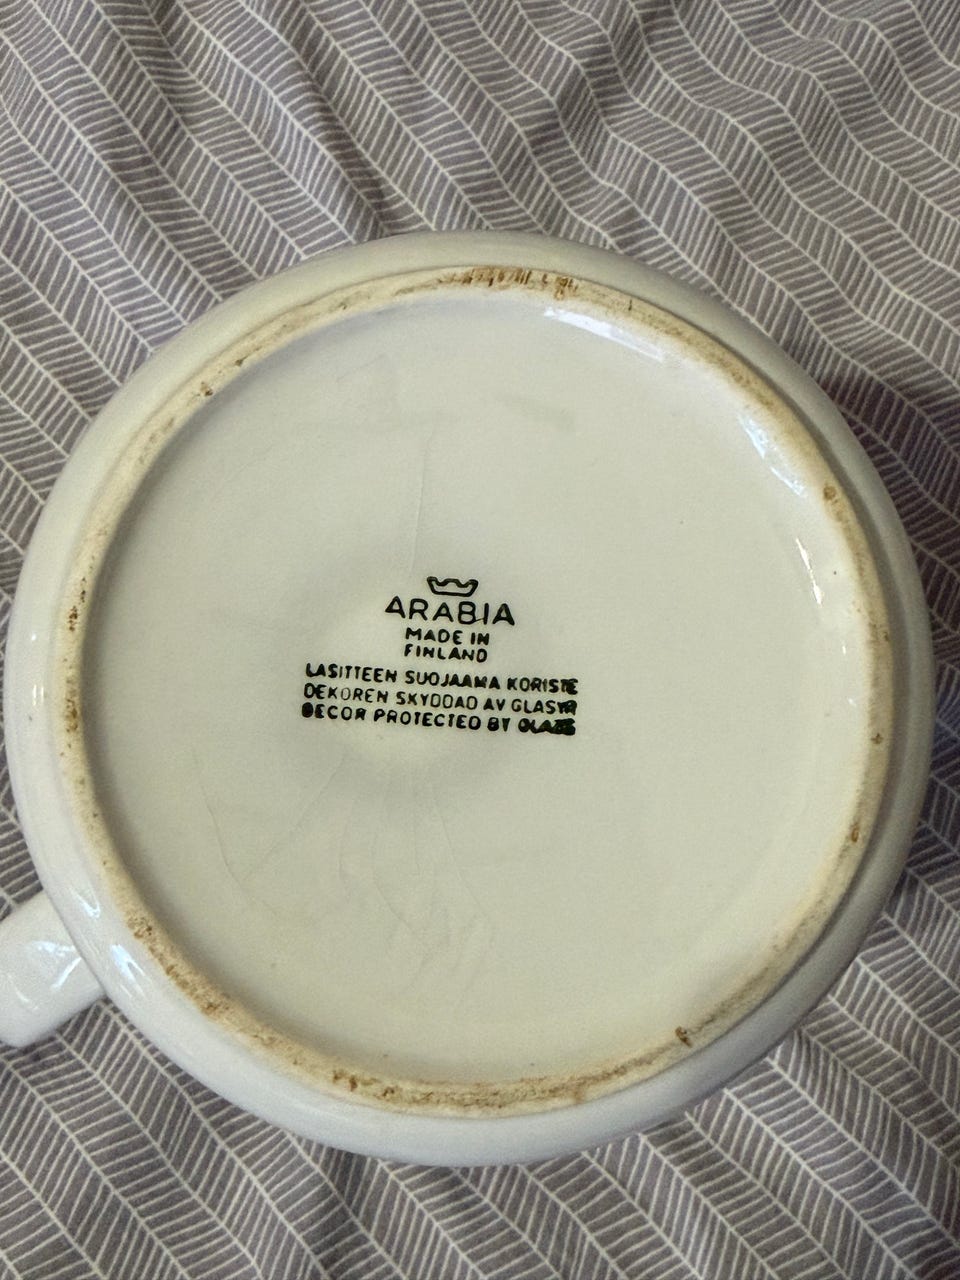 ARABIA
MADE IN
FINLAND
LASITTEEN SUOJAAMA KORISTE
DEKOREN SKYDDAD AV GLASYR
DECOR PROTECTED BY GLAZE